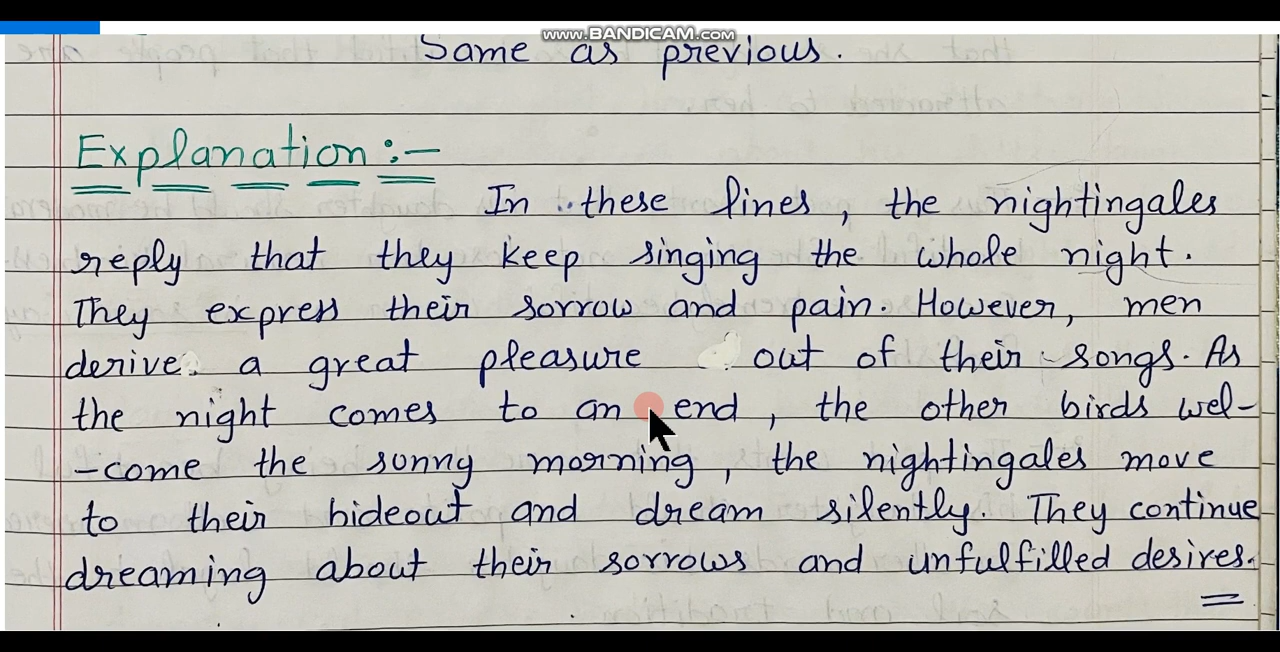 www.BANDICAM.com
Same as previous.
Explanation :-
In these lines, the nightingales
reply that they keep singing the whole night.
They express their sorrow and pain. However, men
derive a great pleasure out of their songs. As
the night comes to an end, the other birds wel-
-come the sunny morning, the nightingales move
to their hideout and dream silently. They continue
dreaming about their sorrows and unfulfilled desires.